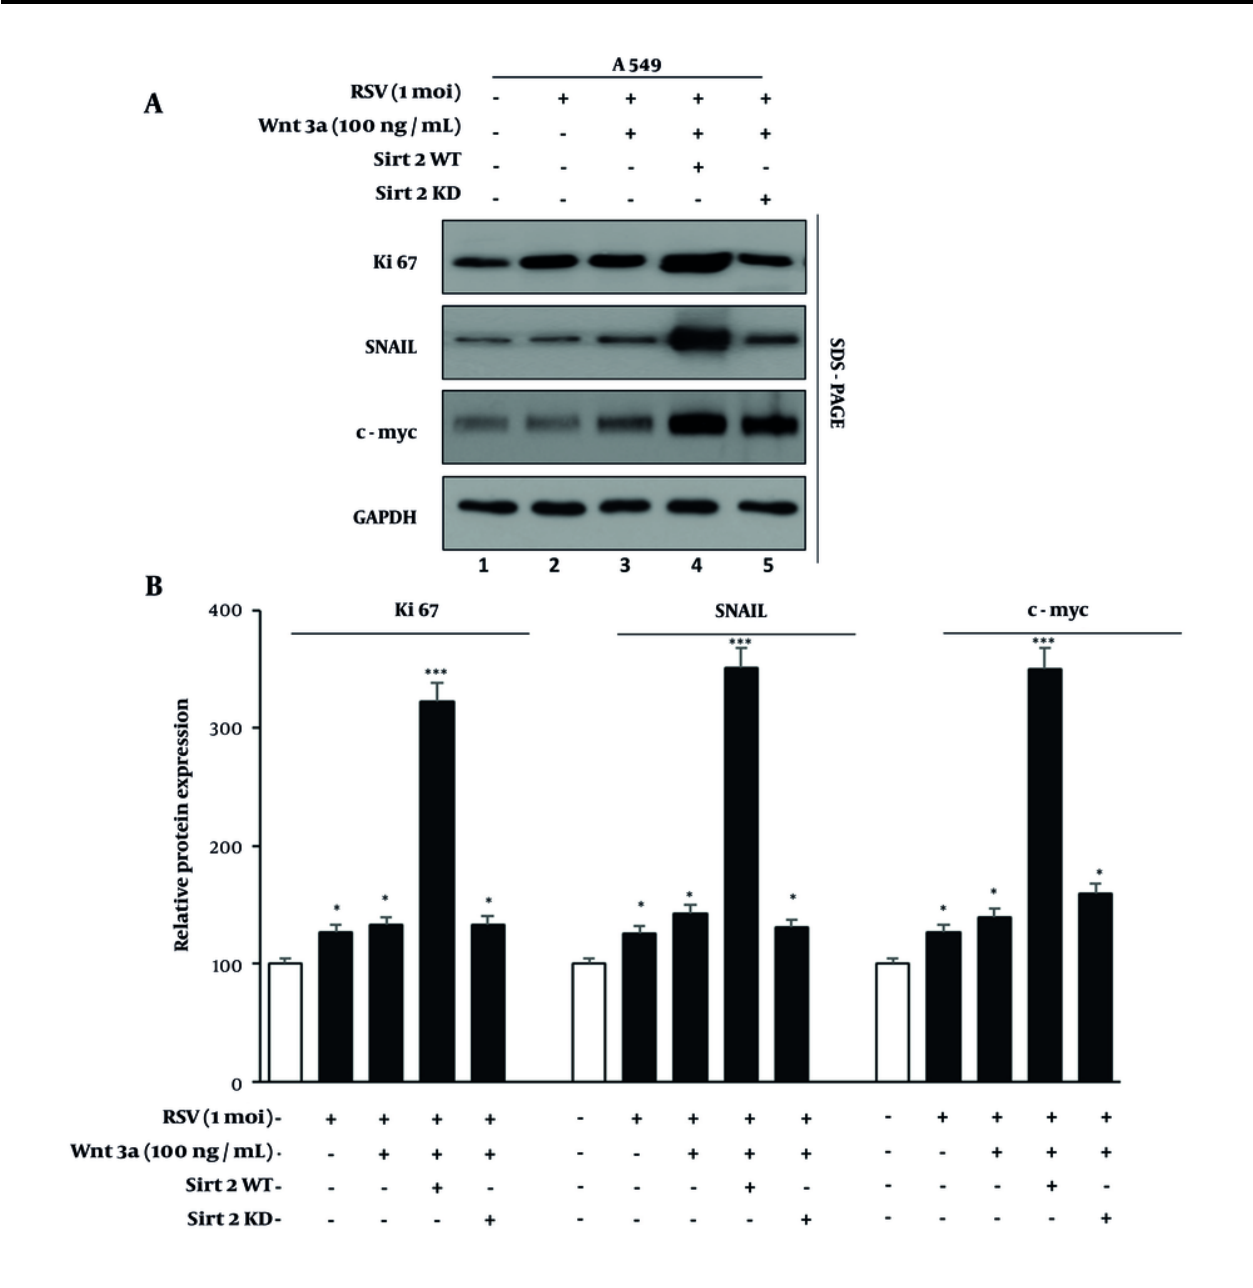 A 549
A
RSV (1 moi) - + + + +
Wnt 3a (100 ng / mL) - - + + +
Sirt 2 WT - - - + -
Sirt 2 KD - - - - +
Ki 67
SNAIL
c - myc
GAPDH
SDS - PAGE
1 2 3 4 5
B
Ki 67 SNAIL c - myc
Relative protein expression
400
300
200
100
0
* * *** * * * *** * * * *** *
RSV (1 moi) - + + + + - + + + + - + + + +
Wnt 3a (100 ng / mL) - - + + + - - + + + - - + + +
Sirt 2 WT - - - + - - - - + - - - - + -
Sirt 2 KD - - - - + - - - - + - - - - +